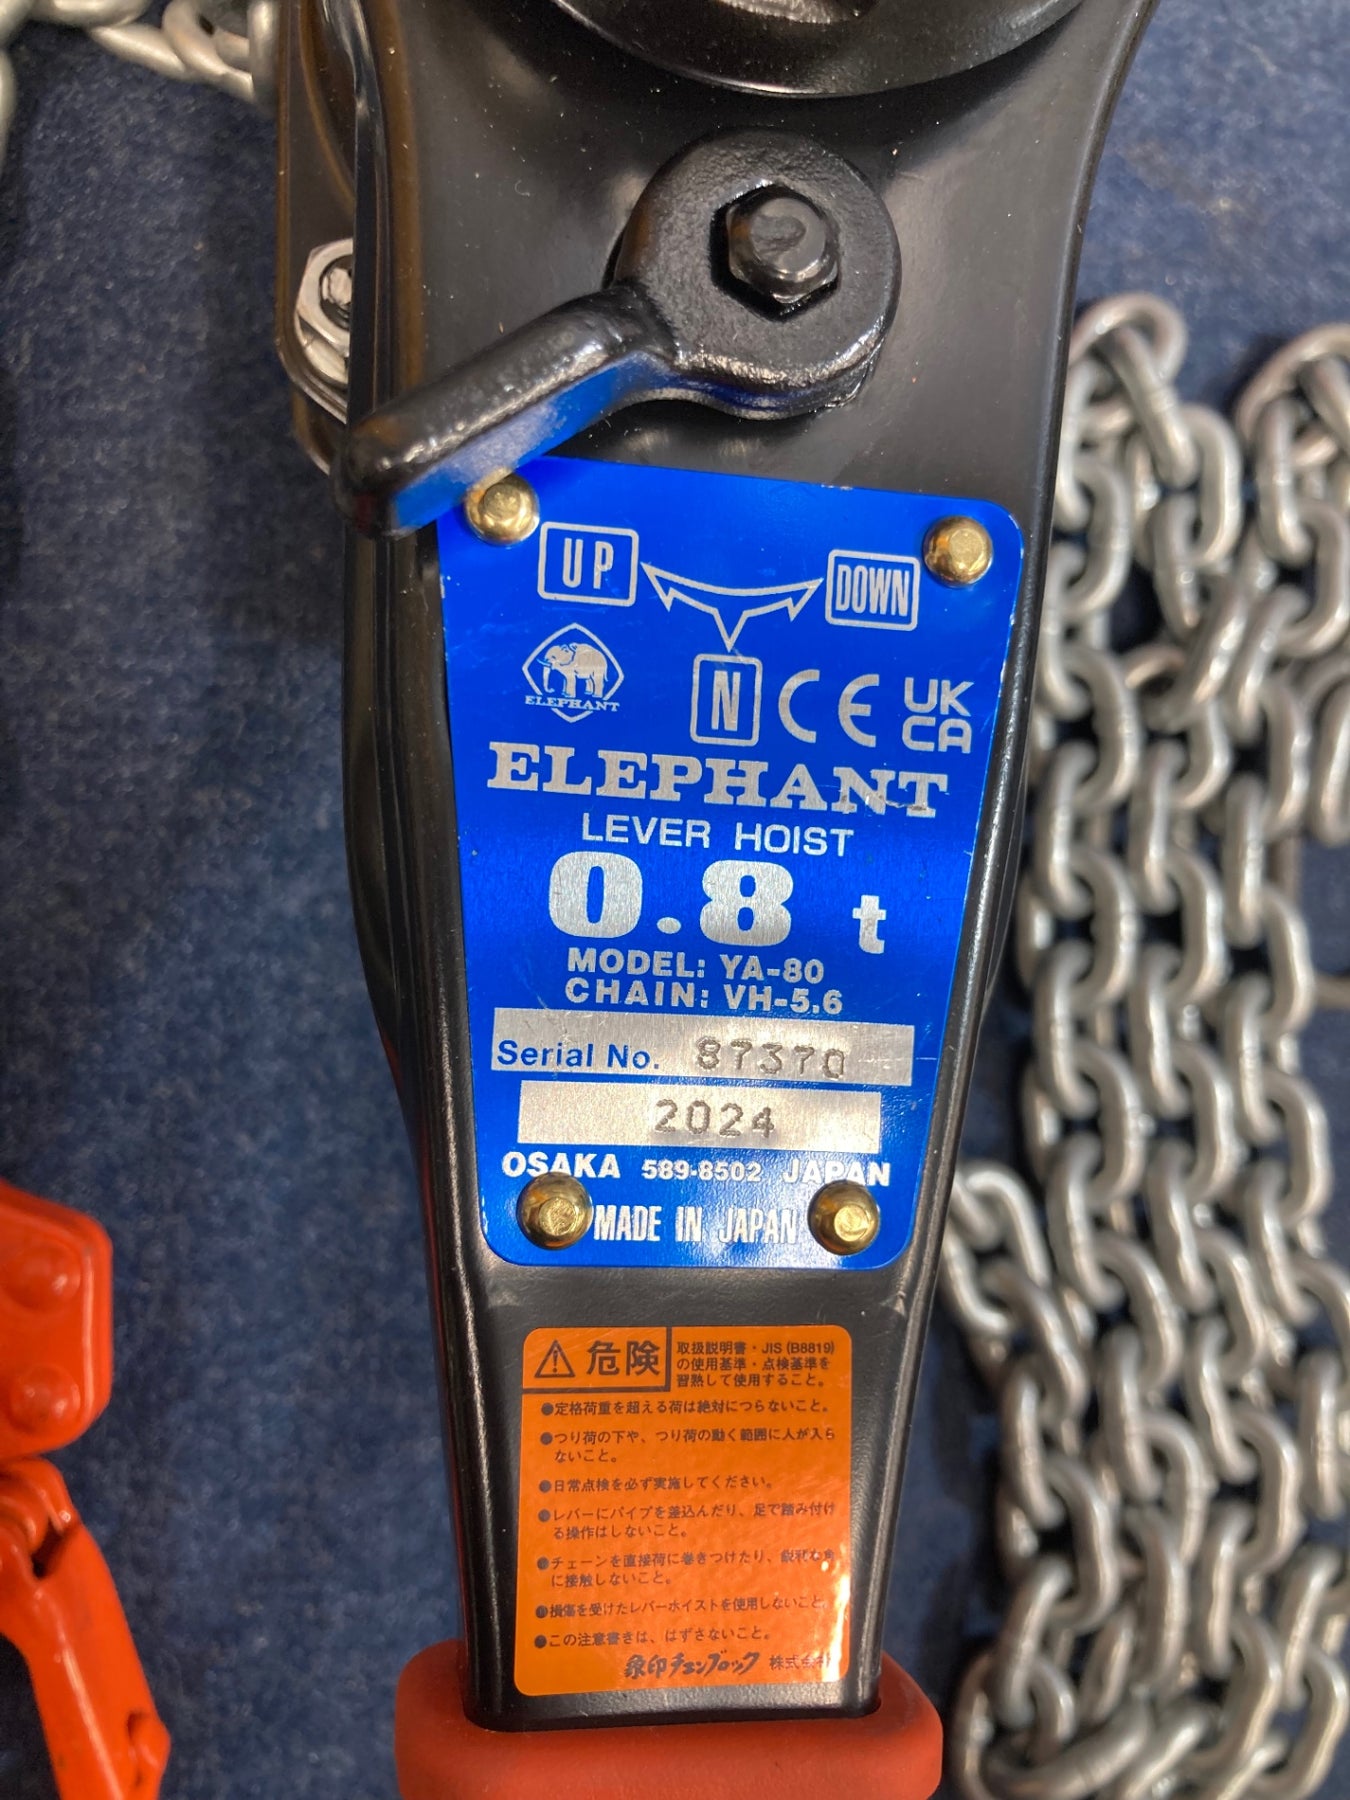 UP
DOWN
N CE UK
CA
ELEPHANT
ELEPHANT
LEVER HOIST
0.8 t
MODEL: YA-80
CHAIN: VH-5.6
Serial No. 87370
2024
OSAKA 589-8502 JAPAN
MADE IN JAPAN
危険
取扱説明書・JIS(B8819)
の使用基準・点検基準を
習熟して使用すること。
●定格荷重を超える荷は絶対につらないこと。
●つり荷の下や、つり荷の動く範囲に人が入ら
ないこと。
●日常点検を必ず実施してください。
●レバーにパイプを差込んだり、足で踏み付け
る操作はしないこと。
●チェーンを直接荷に巻きつけたり、
に接触しないこと。
●損傷を受けたレバーホイストを使用しないこと。
●この注意書きは、はずさないこと。
象印チェンブロック 株式会社